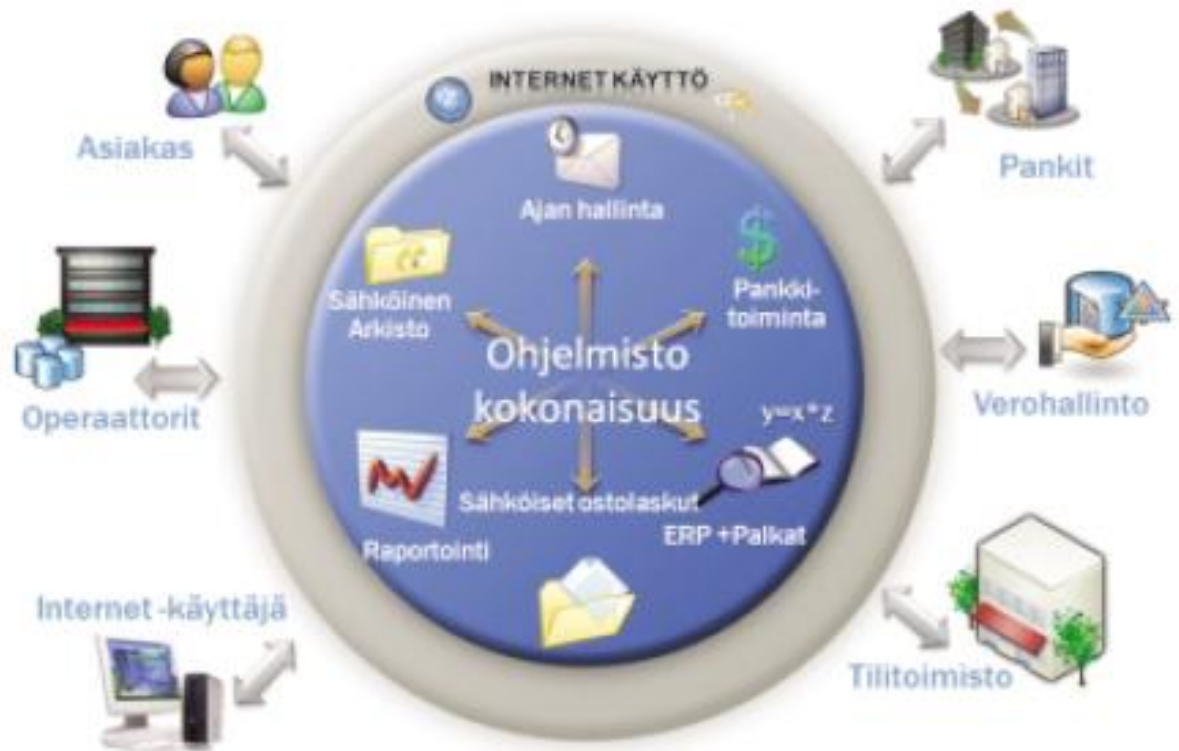 INTERNET KÄYTTÖ
Asiakas
Pankit
Ajan hallinta
Sähköinen
Arkisto
Pankki-
toiminta
Ohjelmisto
kokonaisuus
Operaattorit
Verohallinto
y=x*z
Sähköiset ostolaskut
Raportointi
ERP +Palkat
Internet -käyttäjä
Tilitoimisto